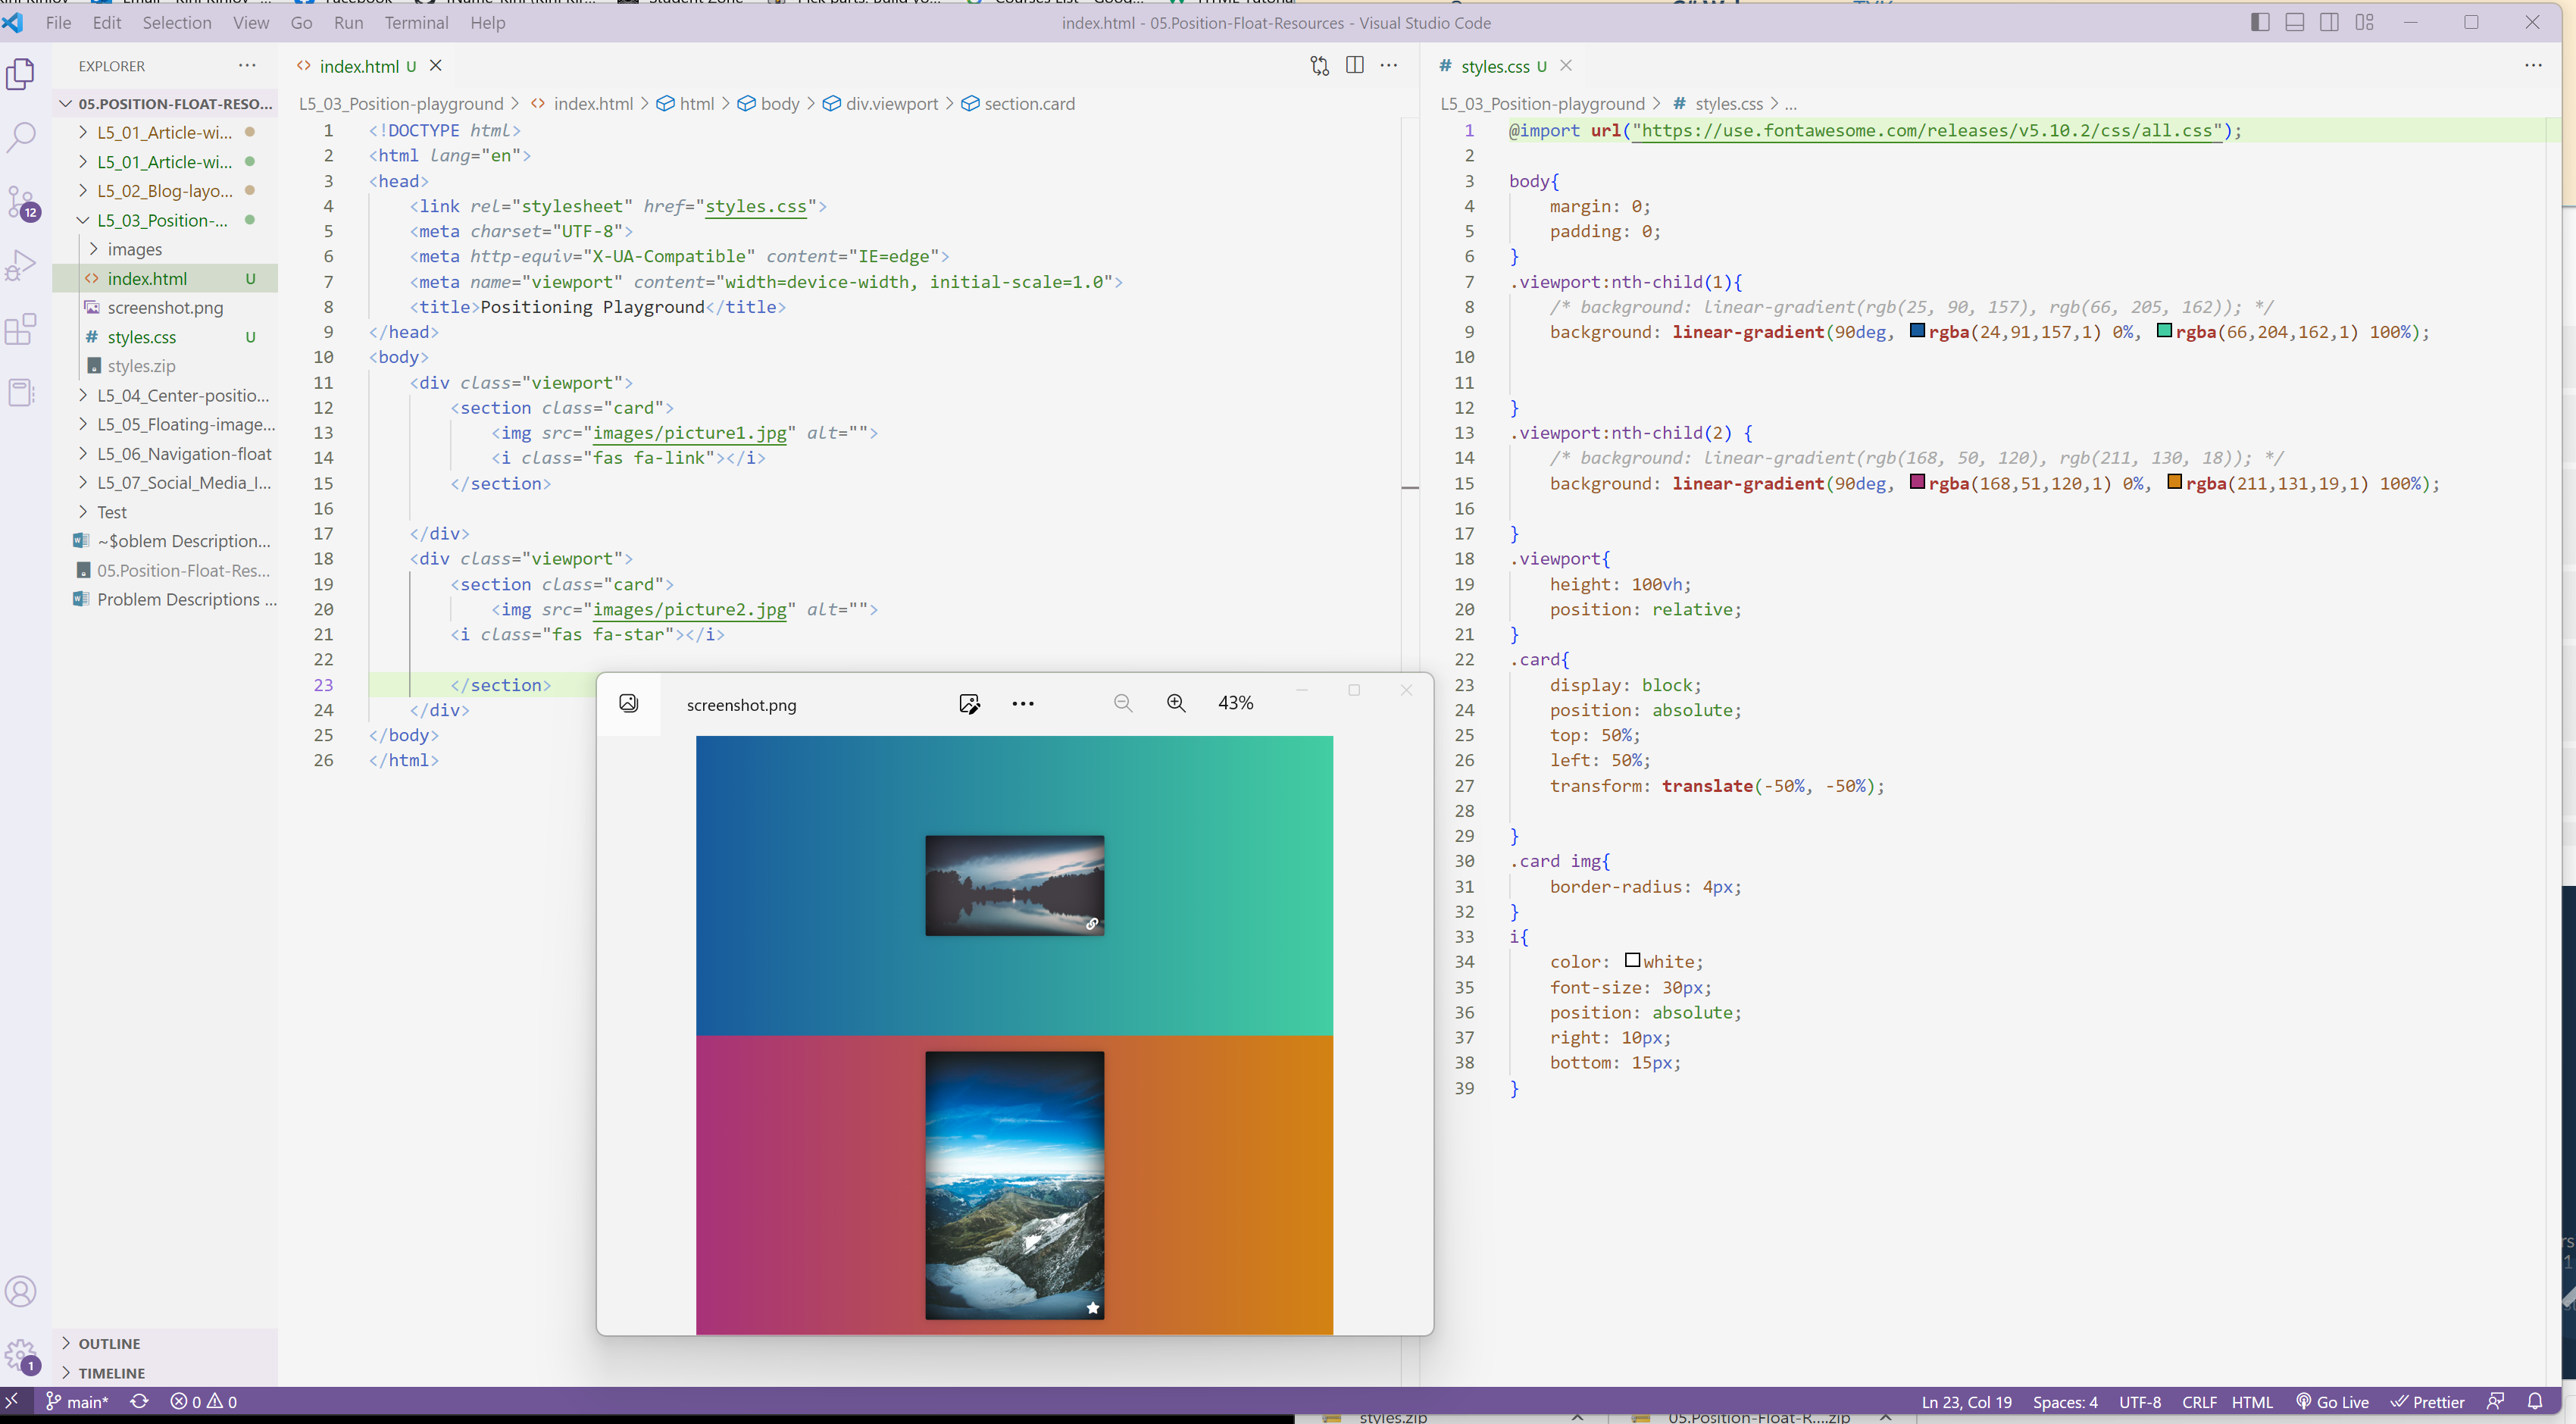 File Edit Selection View Go Run Terminal Help
index.html - 05.Position-Float-Resources - Visual Studio Code
EXPLORER
05.POSITION-FLOAT-RESO...
L5_01_Article-wi...
L5_01_Article-wi...
L5_02_Blog-layo...
L5_03_Position-...
images
index.html U
screenshot.png
styles.css U
styles.zip
L5_04_Center-positio...
L5_05_Floating-image...
L5_06_Navigation-float
L5_07_Social_Media_I...
Test
~$oblem Description...
05.Position-Float-Res...
Problem Descriptions ...
OUTLINE
TIMELINE
12
1
index.html U
L5_03_Position-playground > index.html > html > body > div.viewport > section.card
1 <!DOCTYPE html>
2 <html lang="en">
3 <head>
4 <link rel="stylesheet" href="styles.css">
5 <meta charset="UTF-8">
6 <meta http-equiv="X-UA-Compatible" content="IE=edge">
7 <meta name="viewport" content="width=device-width, initial-scale=1.0">
8 <title>Positioning Playground</title>
9 </head>
10 <body>
11 <div class="viewport">
12 <section class="card">
13 <img src="images/picture1.jpg" alt="">
14 <i class="fas fa-link"></i>
15 </section>
16
17 </div>
18 <div class="viewport">
19 <section class="card">
20 <img src="images/picture2.jpg" alt="">
21 <i class="fas fa-star"></i>
22
23 </section>
24 </div>
25 </body>
26 </html>
screenshot.png
43%
styles.css U
L5_03_Position-playground > # styles.css > ...
1 @import url("https://use.fontawesome.com/releases/v5.10.2/css/all.css");
2
3 body{
4 margin: 0;
5 padding: 0;
6 }
7 .viewport:nth-child(1){
8 /* background: linear-gradient(rgb(25, 90, 157), rgb(66, 205, 162)); */
9 background: linear-gradient(90deg, rgba(24,91,157,1) 0%, rgba(66,204,162,1) 100%);
10
11
12 }
13 .viewport:nth-child(2) {
14 /* background: linear-gradient(rgb(168, 50, 120), rgb(211, 130, 18)); */
15 background: linear-gradient(90deg, rgba(168,51,120,1) 0%, rgba(211,131,19,1) 100%);
16
17 }
18 .viewport{
19 height: 100vh;
20 position: relative;
21 }
22 .card{
23 display: block;
24 position: absolute;
25 top: 50%;
26 left: 50%;
27 transform: translate(-50%, -50%);
28
29 }
30 .card img{
31 border-radius: 4px;
32 }
33 i{
34 color: white;
35 font-size: 30px;
36 position: absolute;
37 right: 10px;
38 bottom: 15px;
39 }
main* 0 0
Ln 23, Col 19 Spaces: 4 UTF-8 CRLF HTML Go Live Prettier
styles.zip
05.Position-Float-R....zip